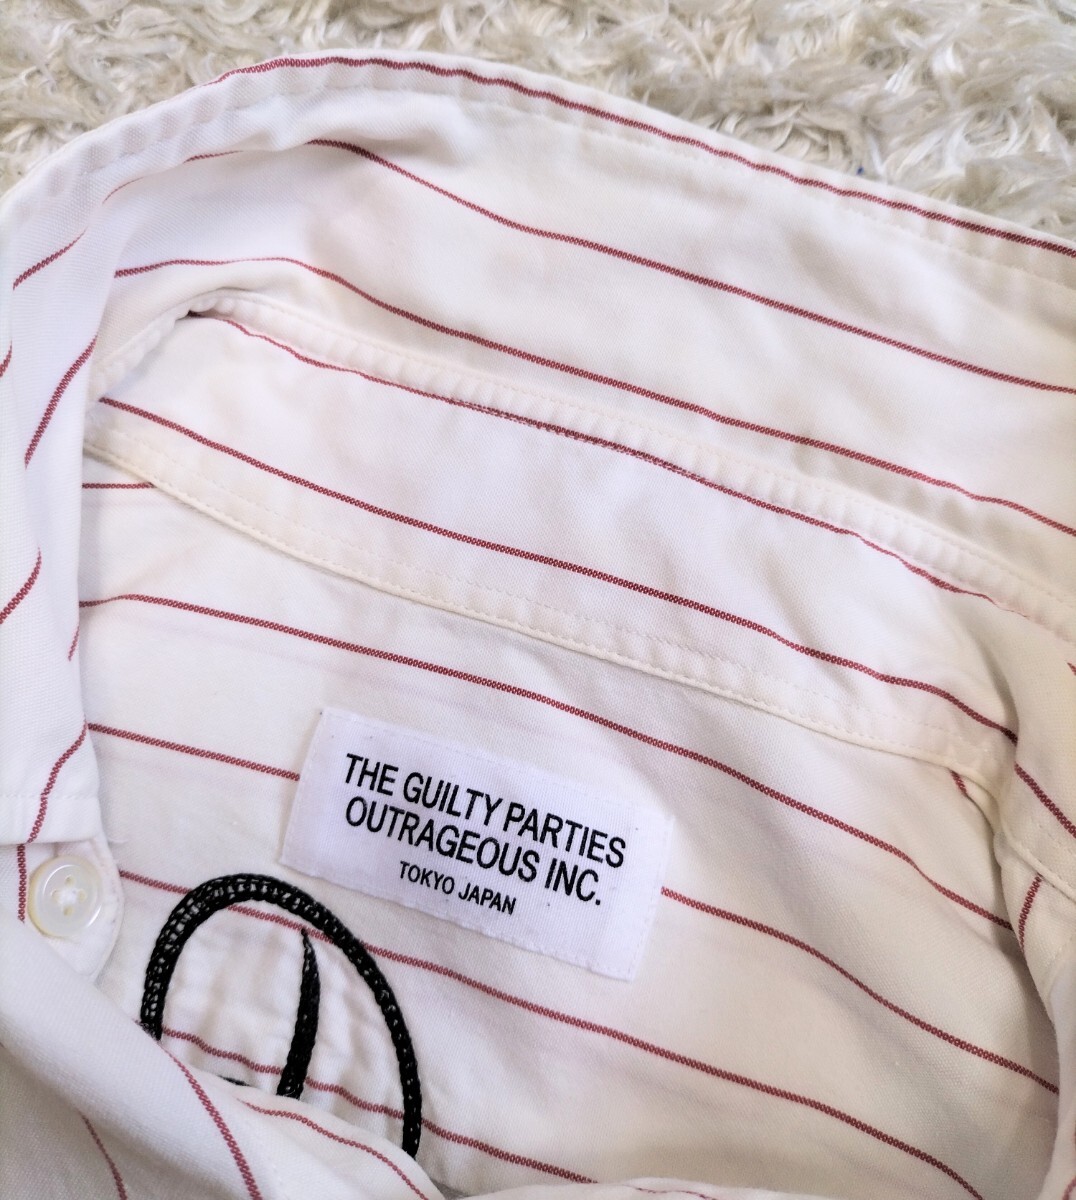 THE GUILTY PARTIES
OUTRAGEOUS INC.
TOKYO JAPAN